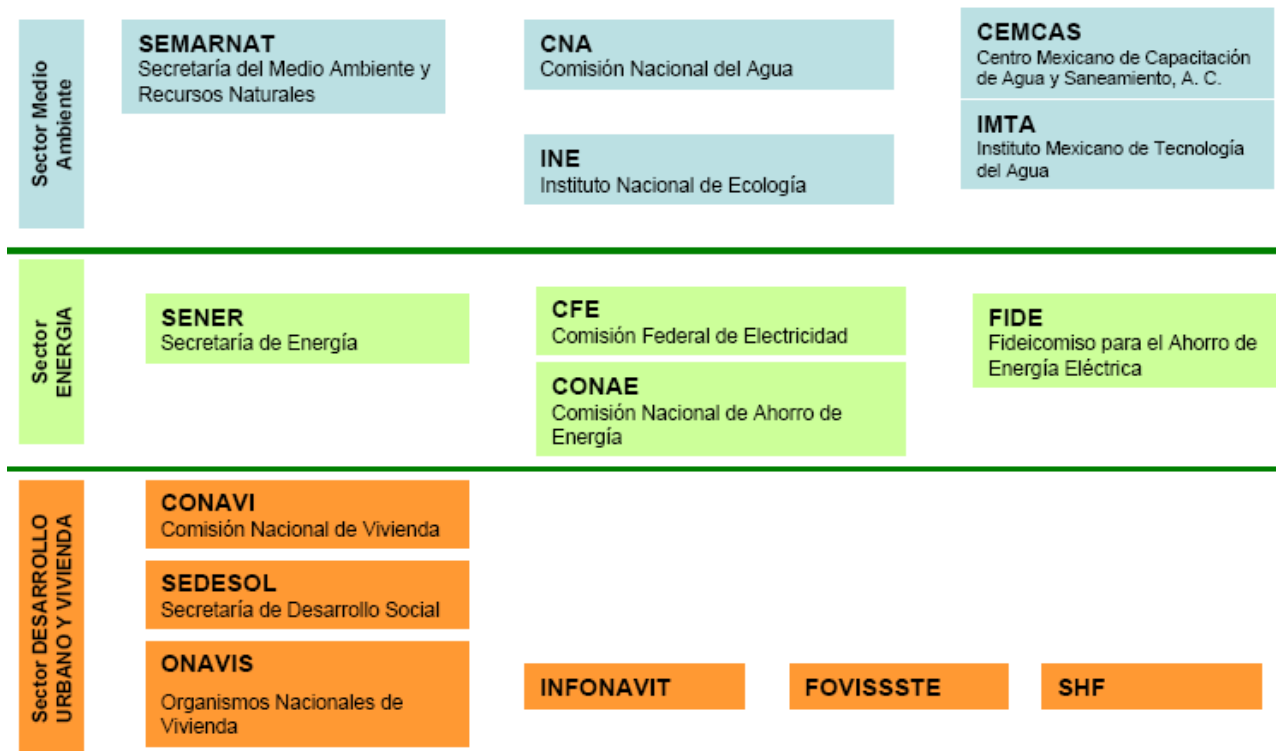 Sector Medio
Ambiente
SEMARNAT
Secretaría del Medio Ambiente y
Recursos Naturales
CNA
Comisión Nacional del Agua
INE
Instituto Nacional de Ecología
CEMCAS
Centro Mexicano de Capacitación
de Agua y Saneamiento, A. C.
IMTA
Instituto Mexicano de Tecnología
del Agua
Sector
ENERGIA
SENER
Secretaría de Energía
CFE
Comisión Federal de Electricidad
CONAE
Comisión Nacional de Ahorro de
Energía
FIDE
Fideicomiso para el Ahorro de
Energía Eléctrica
Sector DESARROLLO
URBANO Y VIVIENDA
CONAVI
Comisión Nacional de Vivienda
SEDESOL
Secretaría de Desarrollo Social
ONAVIS
Organismos Nacionales de
Vivienda
INFONAVIT
FOVISSSTE
SHF